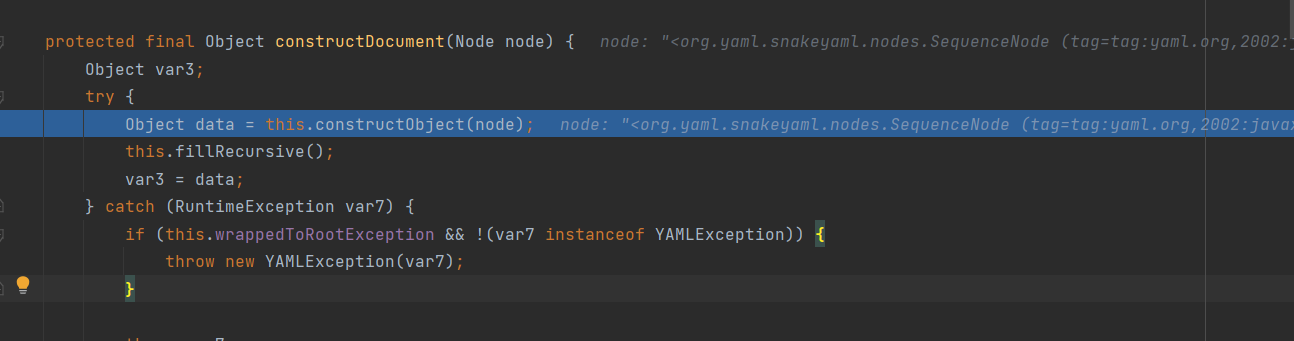 protected final Object constructDocument(Node node) {   node: "<org.yaml.snakeyaml.nodes.SequenceNode (tag=tag:yaml.org,2002:j
Object var3;
try {
Object data = this.constructObject(node);   node: "<org.yaml.snakeyaml.nodes.SequenceNode (tag=tag:yaml.org,2002:javax
this.fillRecursive();
var3 = data;
} catch (RuntimeException var7) {
if (this.wrappedToRootException && !(var7 instanceof YAMLException)) {
throw new YAMLException(var7);
}